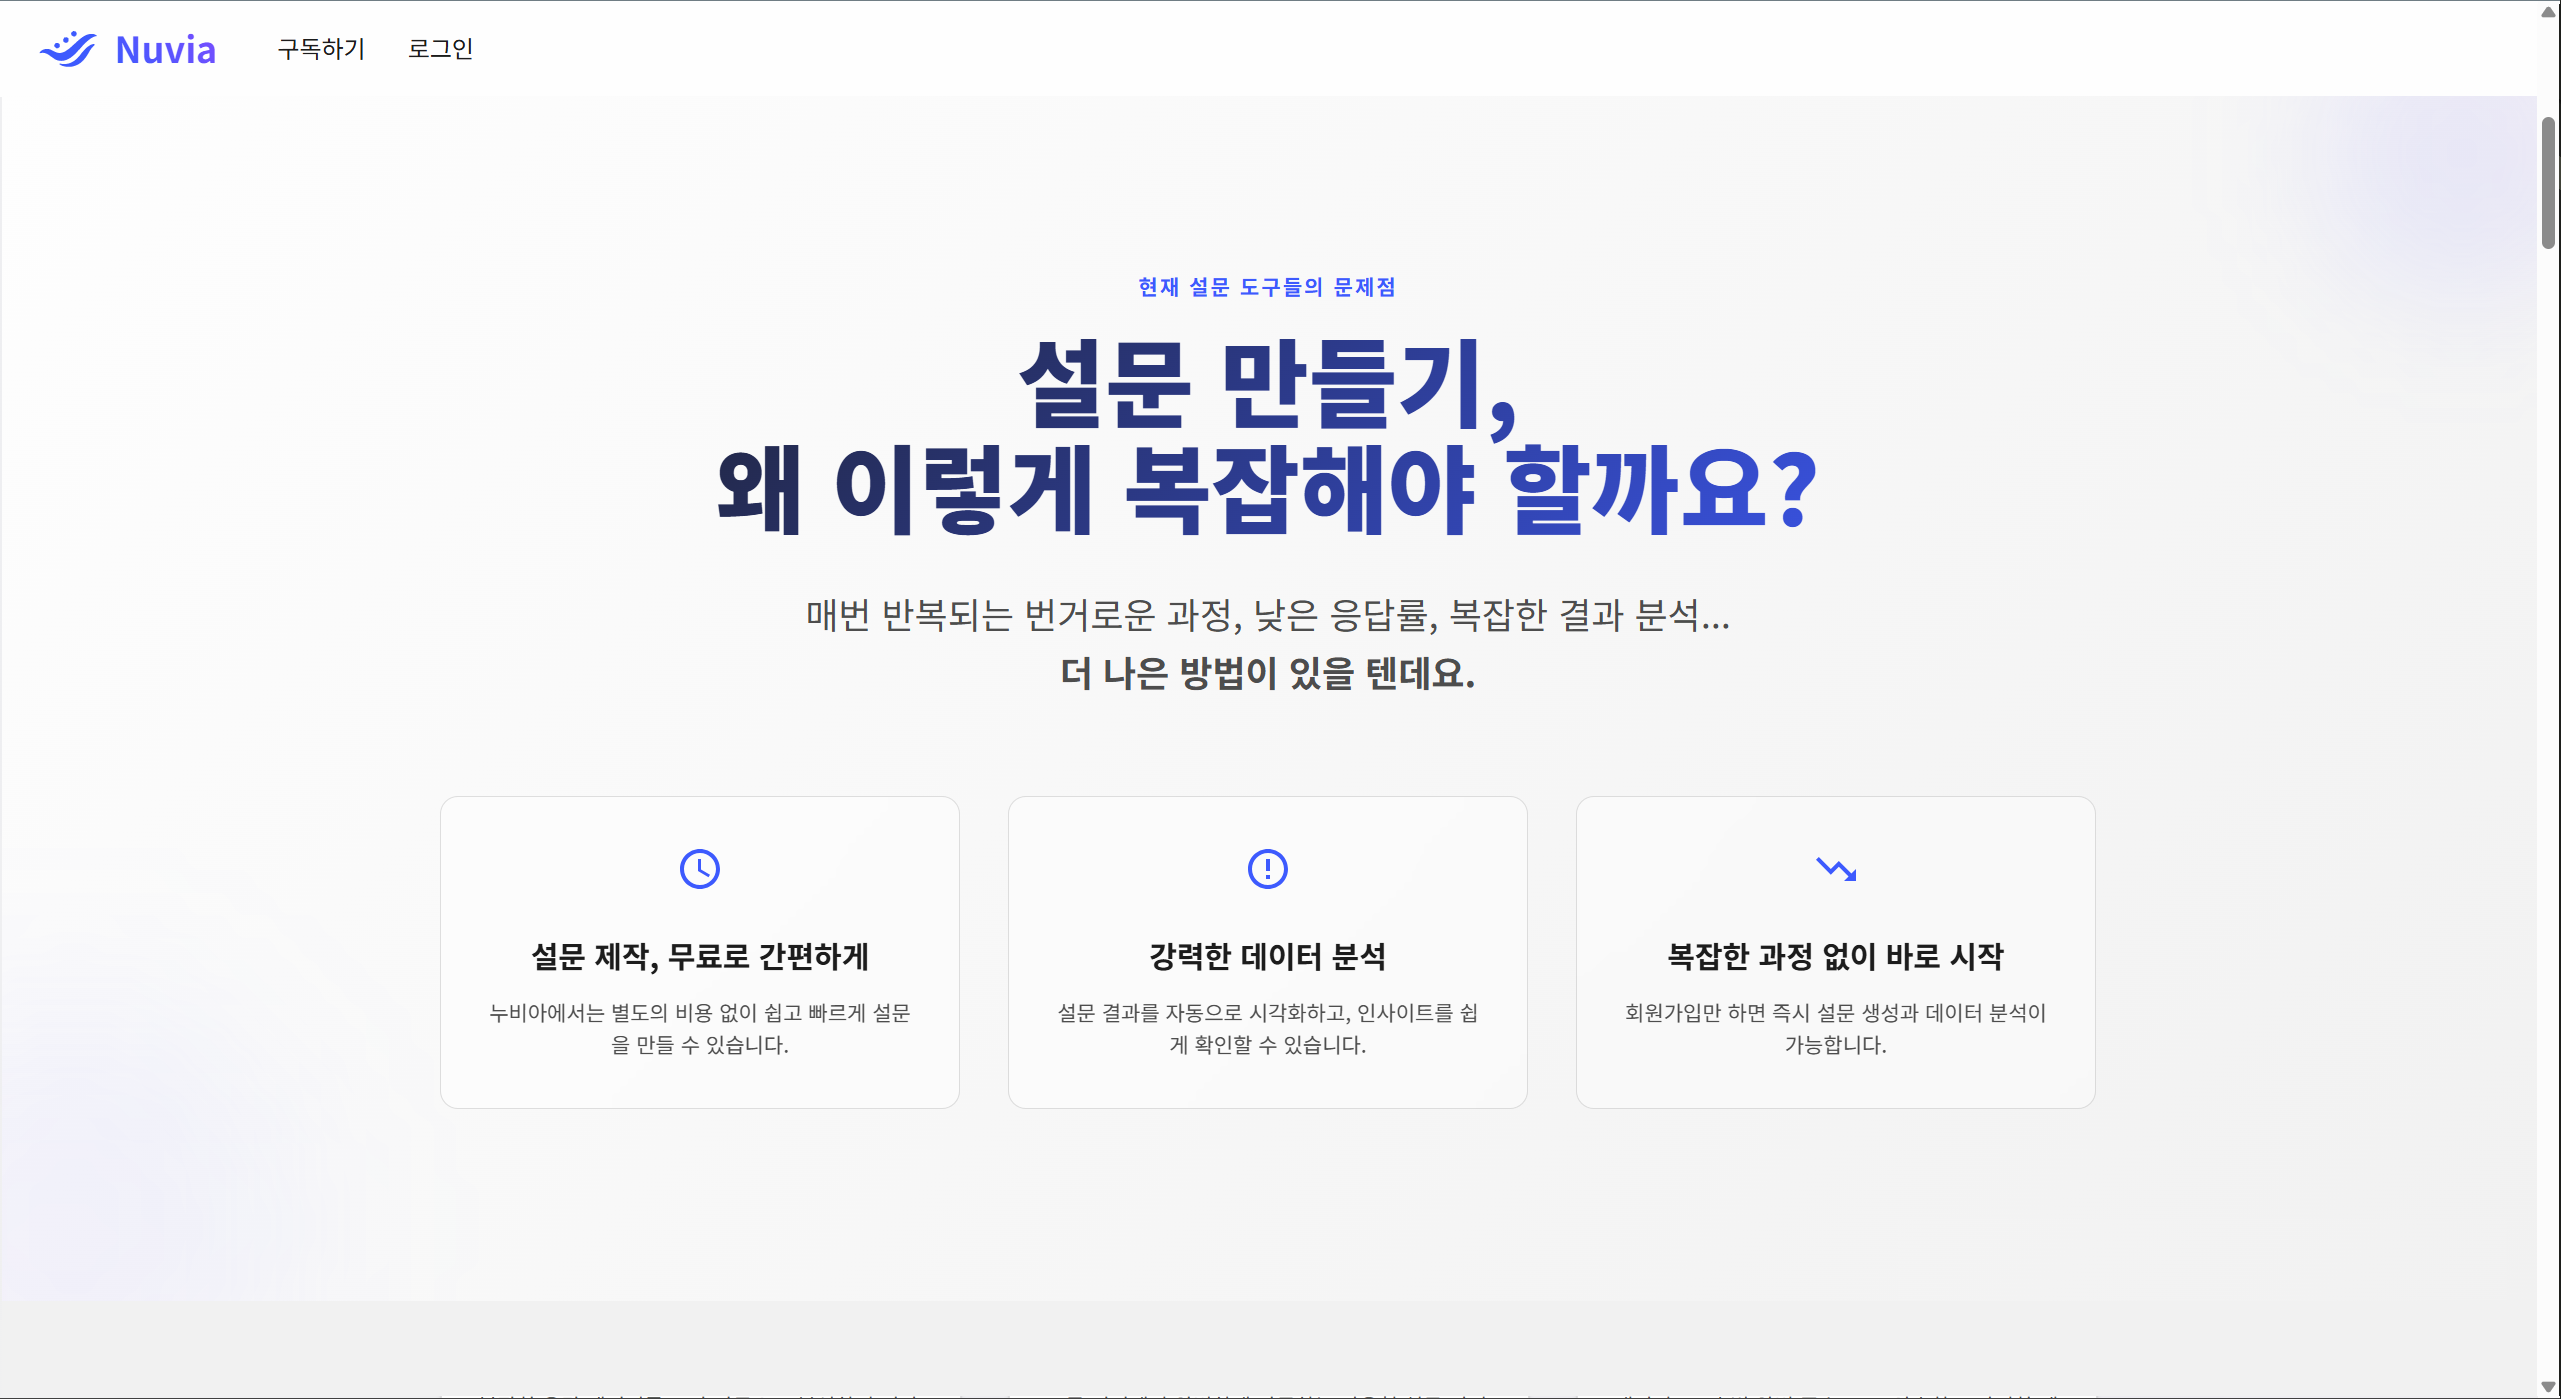 Nuvia 구독하기 로그인
현재 설문 도구들의 문제점
설문 만들기,
왜 이렇게 복잡해야 할까요?
매번 반복되는 번거로운 과정, 낮은 응답률, 복잡한 결과 분석...
더 나은 방법이 있을 텐데요.
설문 제작, 무료로 간편하게
누비아에서는 별도의 비용 없이 쉽고 빠르게 설문
을 만들 수 있습니다.
강력한 데이터 분석
설문 결과를 자동으로 시각화하고, 인사이트를 쉽
게 확인할 수 있습니다.
복잡한 과정 없이 바로 시작
회원가입만 하면 즉시 설문 생성과 데이터 분석이
가능합니다.